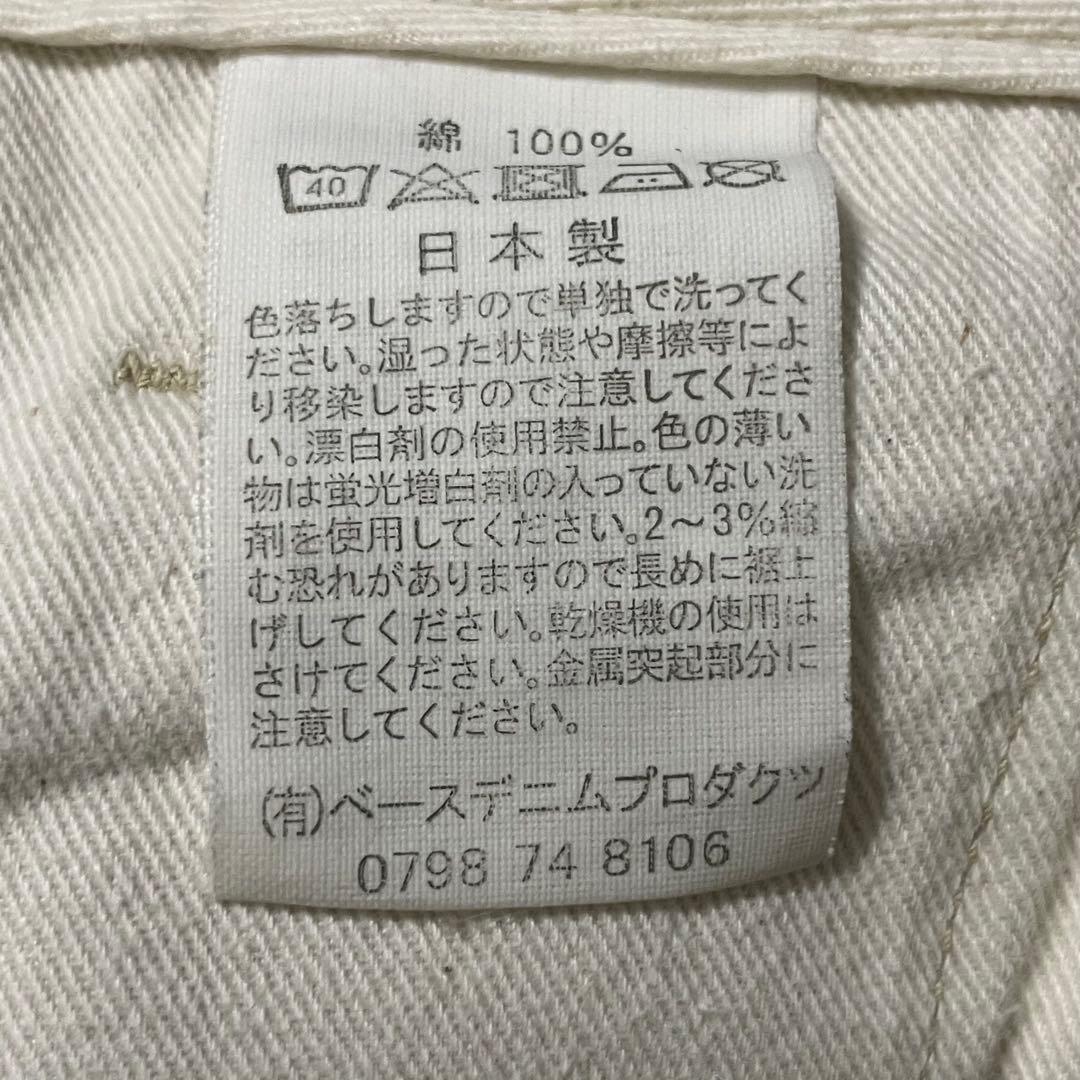 綿 100%
40
日本製
色落ちしますので単独で洗ってく
ださい。湿った状態や摩擦等によ
り移染しますので注意してくださ
い。漂白剤の使用禁止。色の薄い
物は蛍光増白剤の入っていない洗
剤を使用してください。2～3%縮
む恐れがありますので長めに裾上
げしてください。乾燥機の使用は
さけてください。金属突起部分に
注意してください。
(有)ベースデニムプロダクツ
0798 74 8106